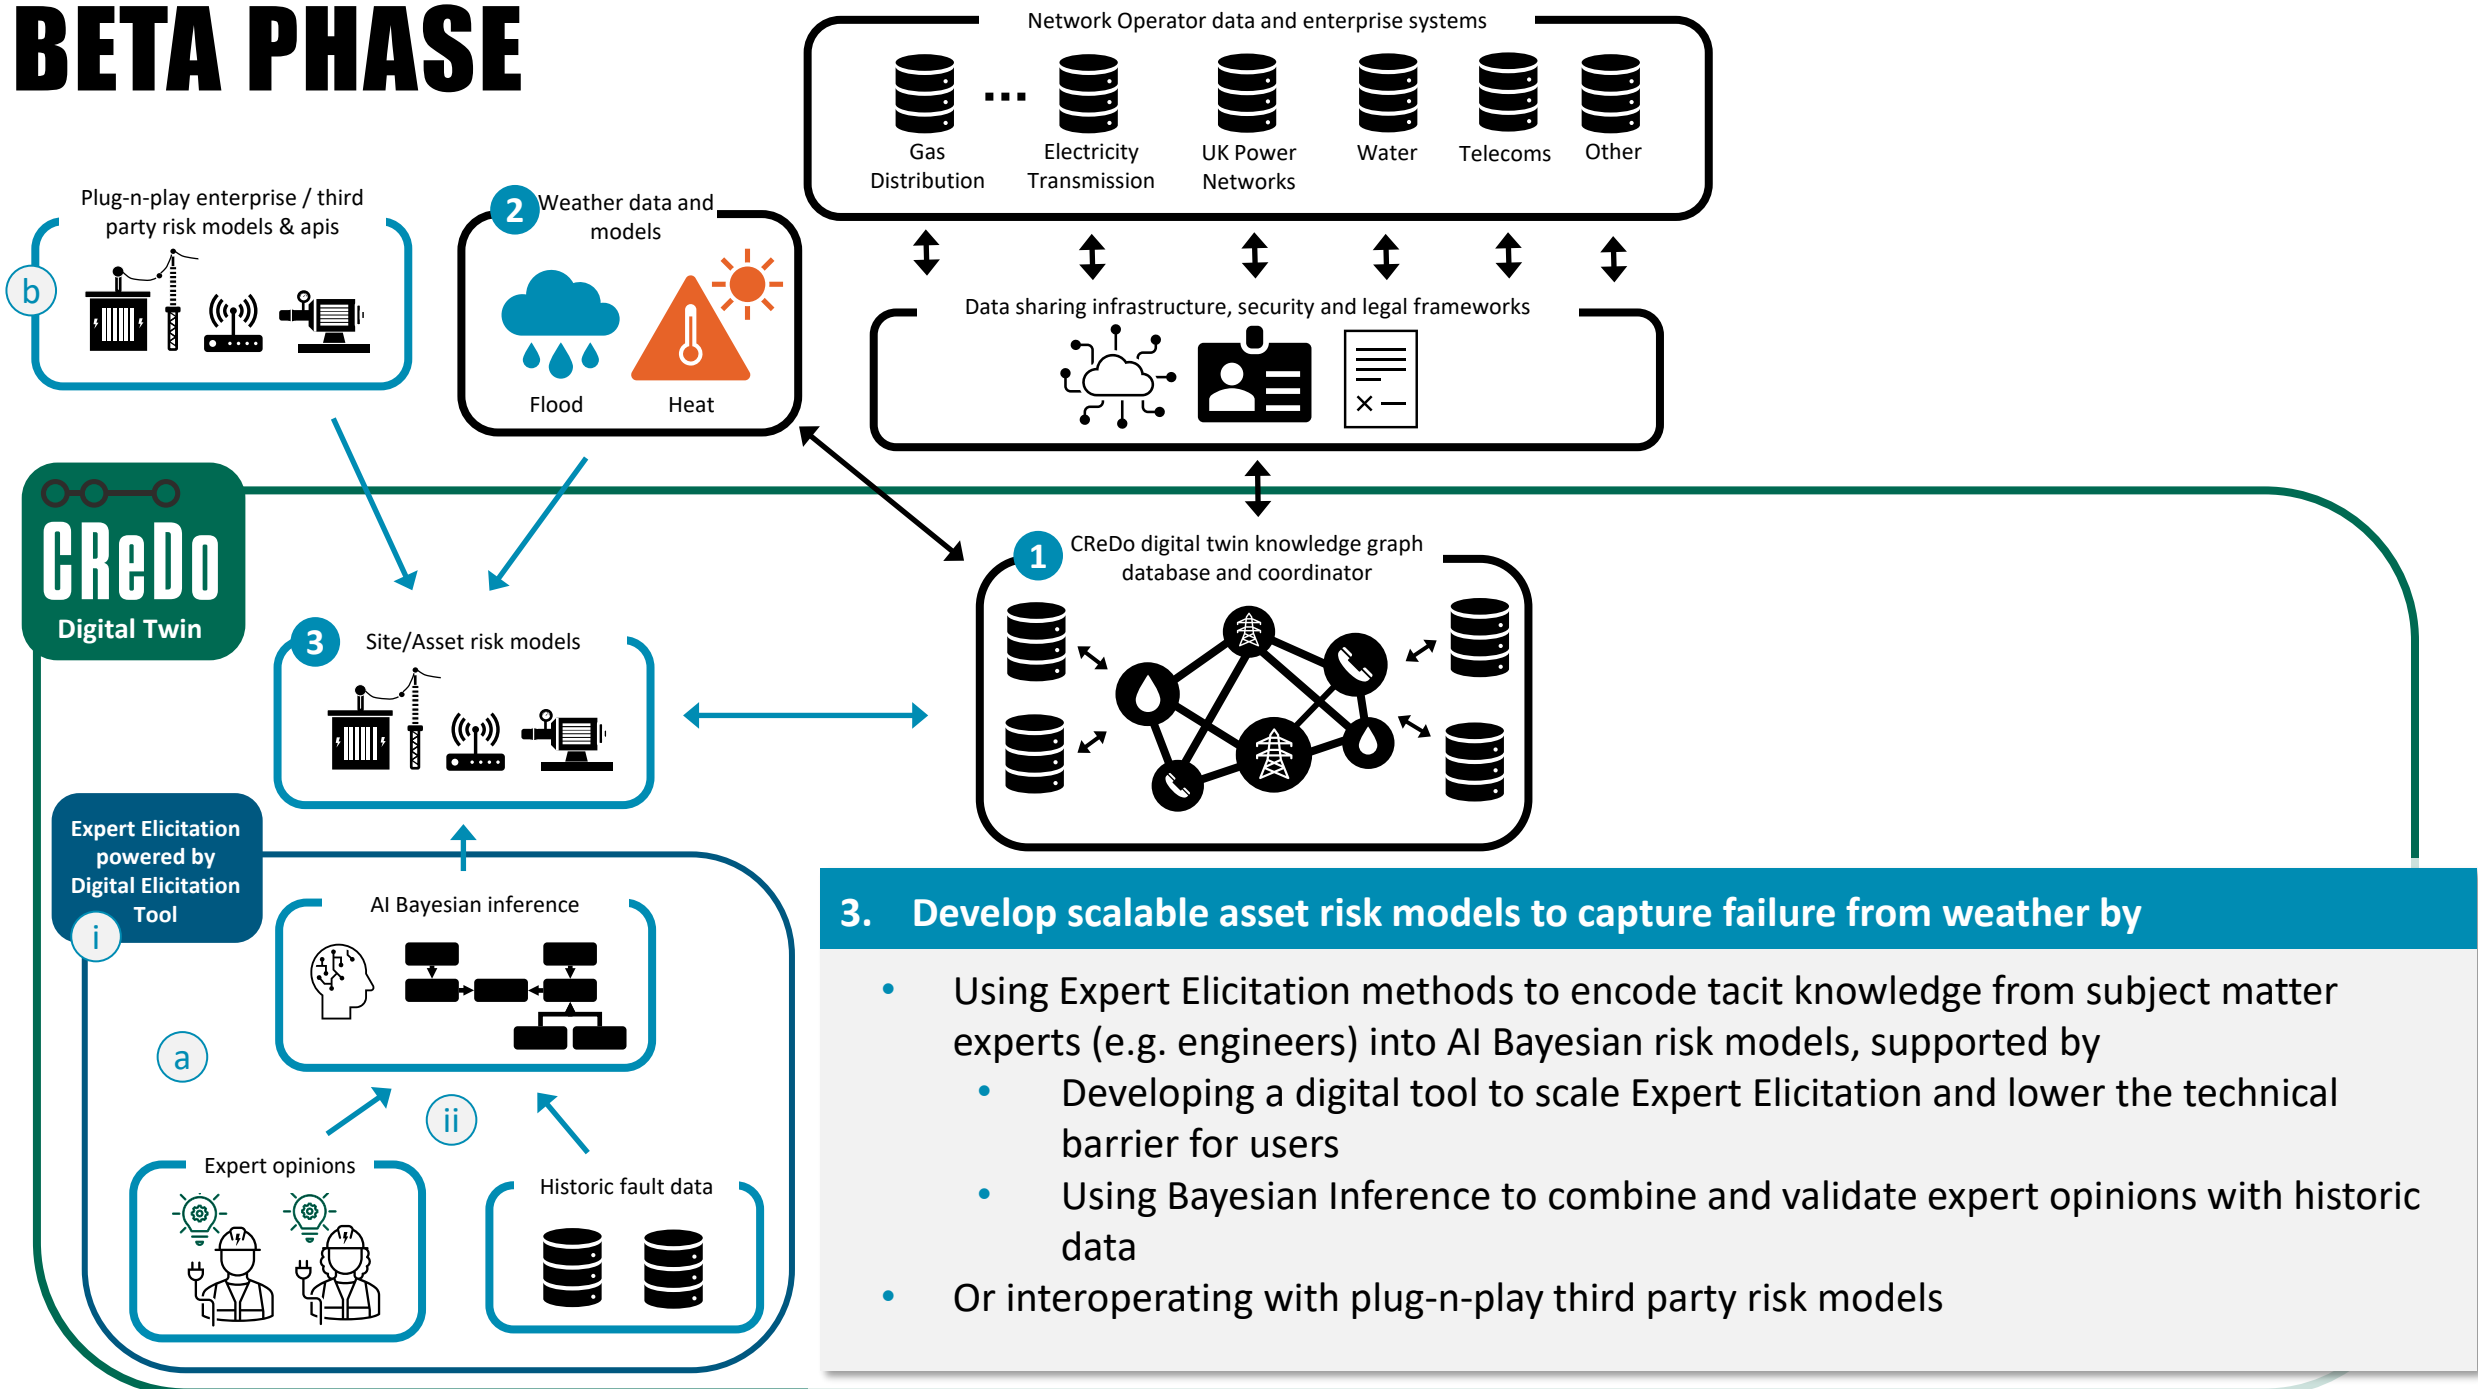 BETA PHASE
Network Operator data and enterprise systems
Gas
Distribution
...
Electricity
Transmission
UK Power
Networks
Water
Telecoms
Other
Plug-n-play enterprise / third
party risk models & apis
b
2
Weather data and
models
Flood
Heat
Data sharing infrastructure, security and legal frameworks
CReDo
Digital Twin
1
CReDo digital twin knowledge graph
database and coordinator
3
Site/Asset risk models
Expert Elicitation
powered by
Digital Elicitation
Tool
i
AI Bayesian inference
a
ii
Expert opinions
Historic fault data
3. Develop scalable asset risk models to capture failure from weather by
• Using Expert Elicitation methods to encode tacit knowledge from subject matter
experts (e.g. engineers) into AI Bayesian risk models, supported by
• Developing a digital tool to scale Expert Elicitation and lower the technical
barrier for users
• Using Bayesian Inference to combine and validate expert opinions with historic
data
• Or interoperating with plug-n-play third party risk models